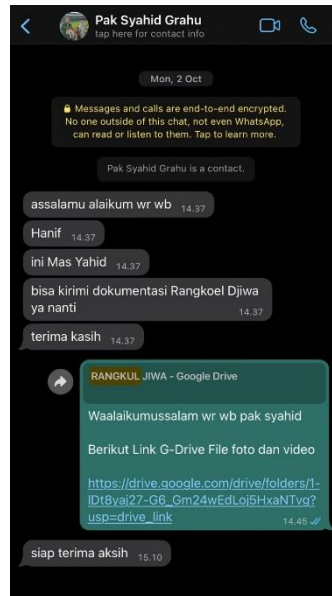 Pak Syahid Grahu
tap here for contact info
Mon, 2 Oct
Messages and calls are end-to-end encrypted.
No one outside of this chat, not even WhatsApp,
can read or listen to them. Tap to learn more.
Pak Syahid Grahu is a contact.
assalamu alaikum wr wb 14.37
Hanif 14.37
ini Mas Yahid 14.37
bisa kirimi dokumentasi Rangkoel Djiwa
ya nanti 14.37
terima kasih 14.37
RANGKUL JIWA - Google Drive
Waalaikumussalam wr wb pak syahid
Berikut Link G-Drive File foto dan video
https://drive.google.com/drive/folders/1-
lDt8yaj27-G6_Gm24wEdLoj5HxaNTvg?
usp=drive_link
14.45
siap terima aksih 15.10